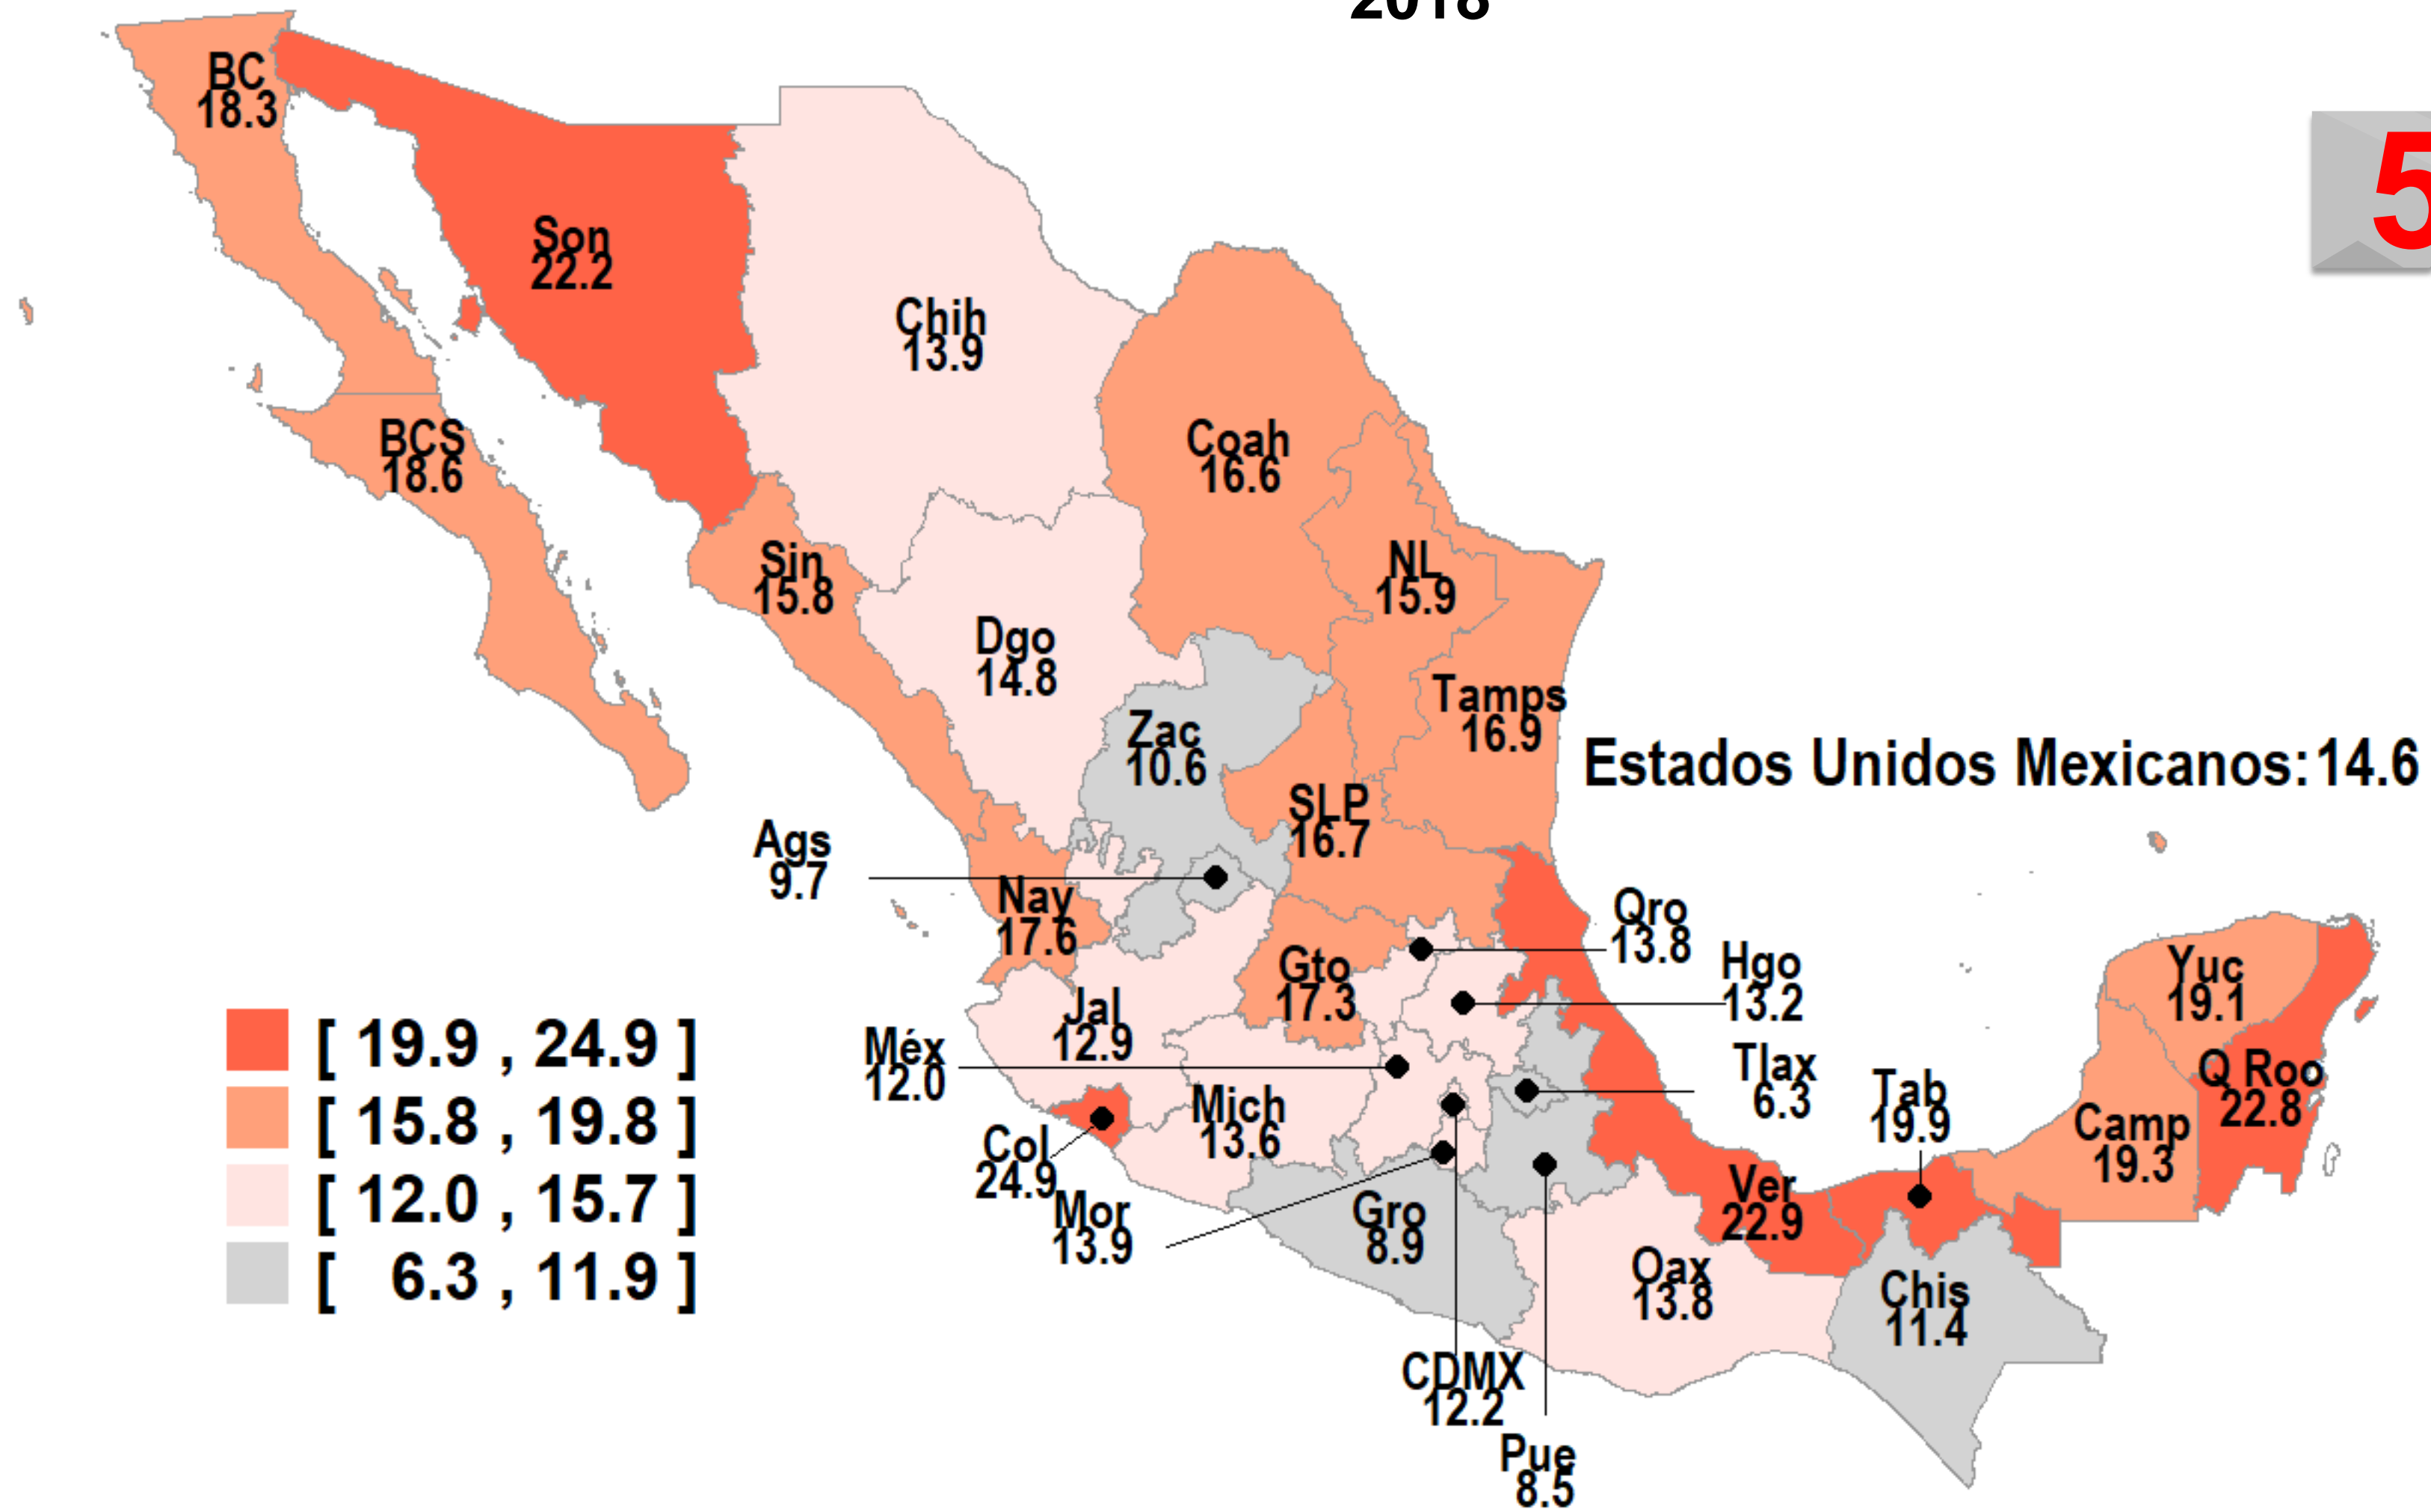 2018
BC
18.3
5
Son
22.2
Chih
13.9
BCS
18.6
Coah
16.6
Sin
15.8
NL
15.9
Dgo
14.8
Tamps
16.9
Zac
10.6
Estados Unidos Mexicanos: 14.6
SLP
16.7
Ags
9.7
Nay
17.6
Qro
13.8
Gto
17.3
Hgo
13.2
Yuc
19.1
Jal
12.9
Méx
12.0
Tlax
6.3
Q Roo
22.8
Tab
19.9
Mich
13.6
Camp
19.3
Col
24.9
Ver
22.9
Mor
13.9
Gro
8.9
Oax
13.8
Chis
11.4
CDMX
12.2
Pue
8.5
[ 19.9 , 24.9 ]
[ 15.8 , 19.8 ]
[ 12.0 , 15.7 ]
[ 6.3 , 11.9 ]